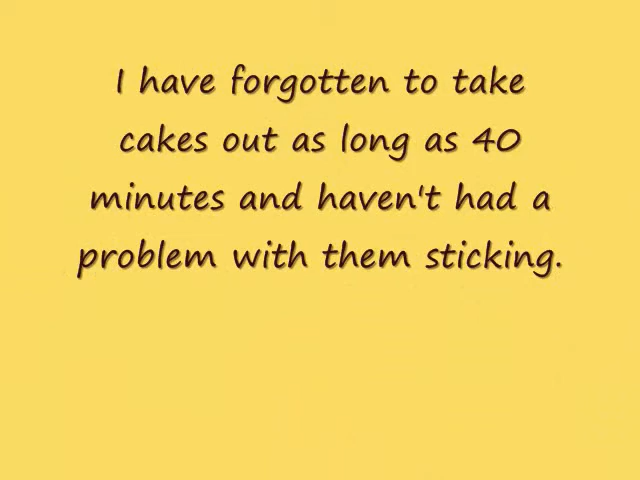 I have forgotten to take
cakes out as long as 40
minutes and haven't had a
problem with them sticking.